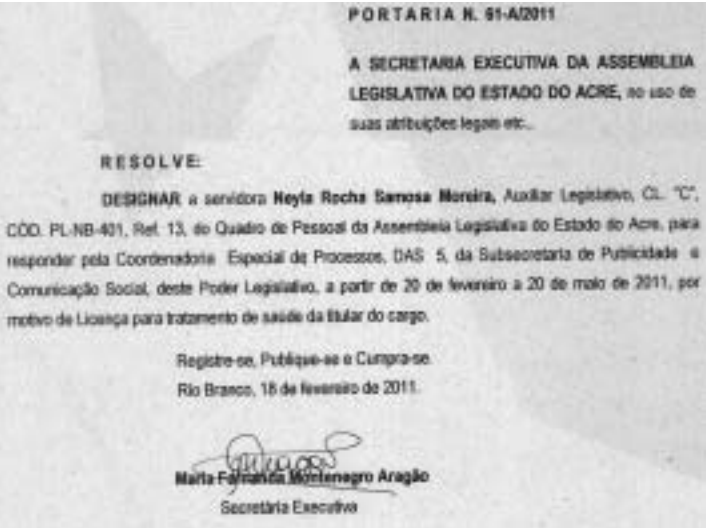 PORTARIA N. 61-A/2011
A SECRETARIA EXECUTIVA DA ASSEMBLEIA
LEGISLATIVA DO ESTADO DO ACRE, no uso de
suas atribuições legais etc..
RESOLVE:
DESIGNAR a servidora Neyla Rocha Samosa Moreira, Auxiliar Legislativo, CL. "C",
CÓD. PL-NB-401, Ref. 13, do Quadro de Pessoal da Assembleia Legislativa do Estado do Acre, para
responder pela Coordenadoria Especial de Processos, DAS 5, da Subsecretaria de Publicidade e
Comunicação Social, deste Poder Legislativo, a partir de 20 de fevereiro a 20 de maio de 2011, por
motivo de Licença para tratamento de saúde da titular do cargo.
Registre-se, Publique-se e Cumpra-se.
Rio Branco, 18 de fevereiro de 2011.
Maria Fernanda Montenegro Aragão
Secretária Executiva